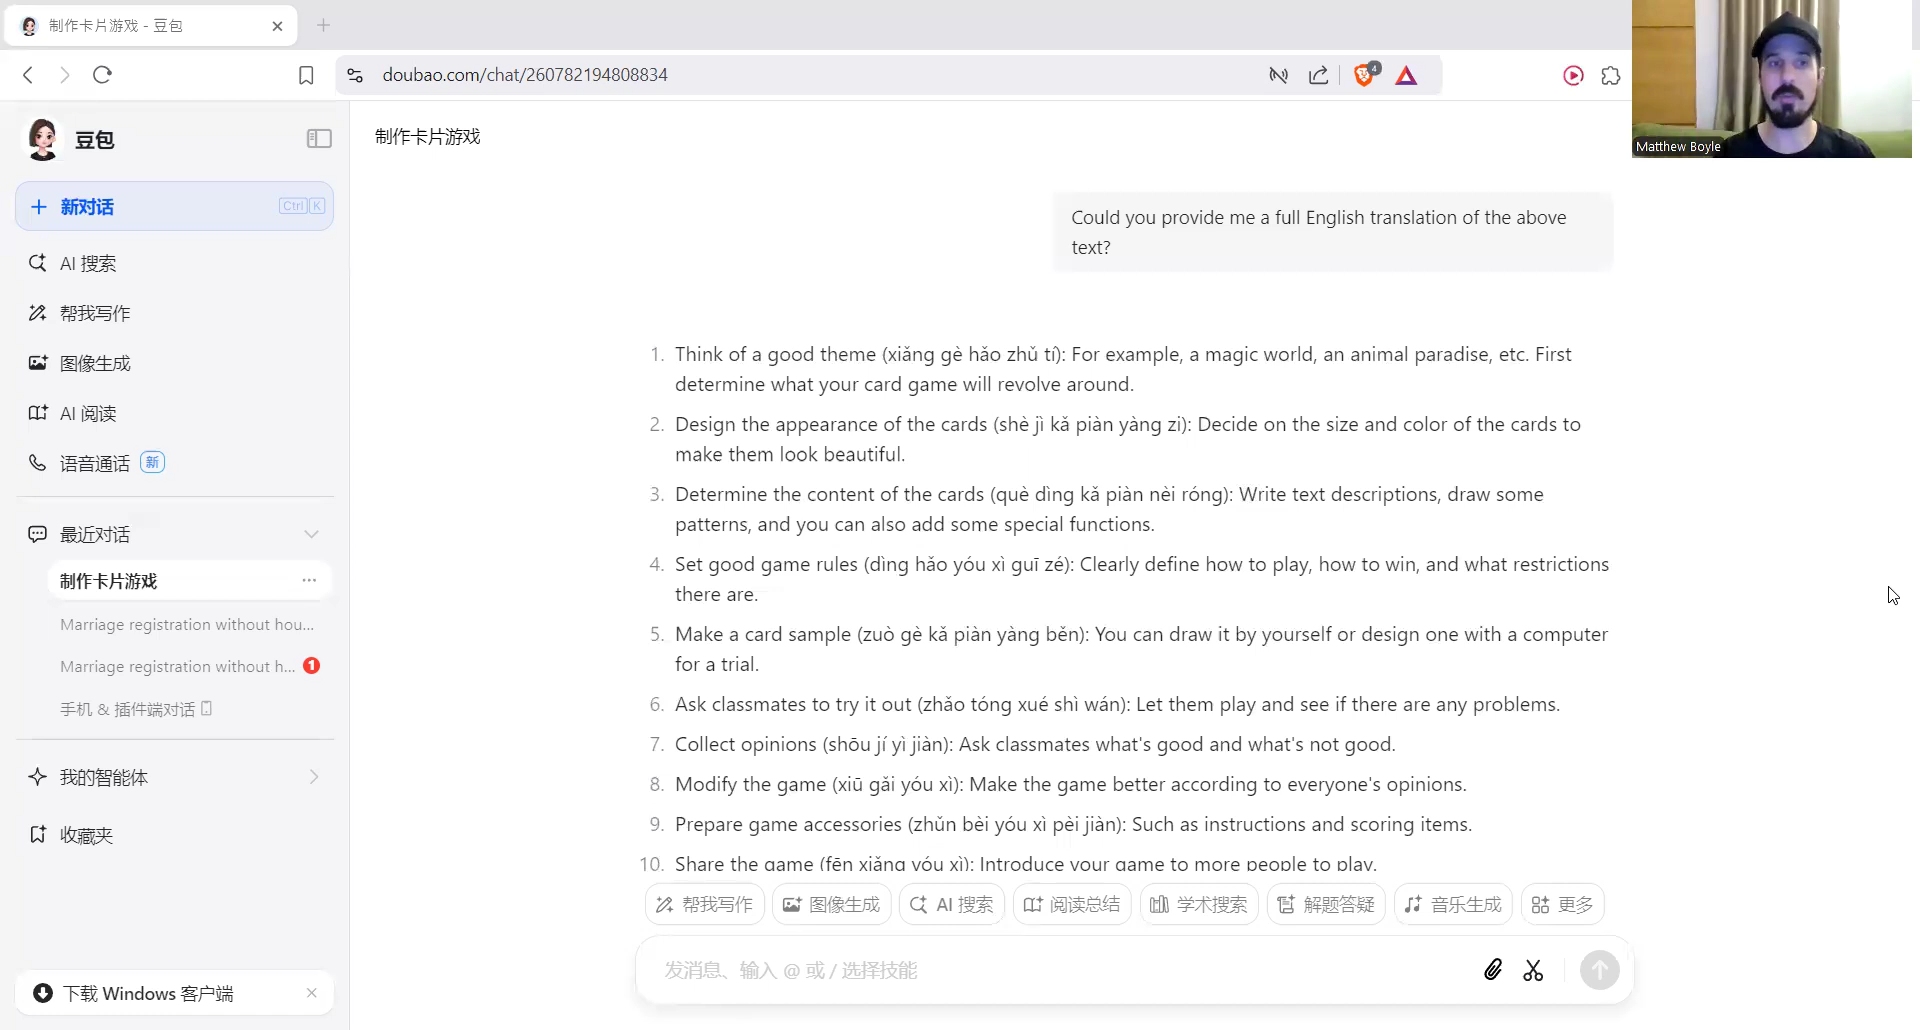 制作卡片游戏 - 豆包
doubao.com/chat/260782194808834
4
豆包
新对话
Ctrl K
AI 搜索
帮我写作
图像生成
AI 阅读
语音通话 新
最近对话
制作卡片游戏
Marriage registration without hou...
Marriage registration without h... 1
手机 & 插件端对话
我的智能体
收藏夹
下载 Windows 客户端
制作卡片游戏
Matthew Boyle
Could you provide me a full English translation of the above
text?
1. Think of a good theme (xiǎng gè hǎo zhǔ tí): For example, a magic world, an animal paradise, etc. First
determine what your card game will revolve around.
2. Design the appearance of the cards (shè jì kǎ piàn yàng zi): Decide on the size and color of the cards to
make them look beautiful.
3. Determine the content of the cards (què dìng kǎ piàn nèi róng): Write text descriptions, draw some
patterns, and you can also add some special functions.
4. Set good game rules (dìng hǎo yóu xì guī zé): Clearly define how to play, how to win, and what restrictions
there are.
5. Make a card sample (zuò gè kǎ piàn yàng běn): You can draw it by yourself or design one with a computer
for a trial.
6. Ask classmates to try it out (zhǎo tóng xué shì wán): Let them play and see if there are any problems.
7. Collect opinions (shōu jí yì jiàn): Ask classmates what's good and what's not good.
8. Modify the game (xiū gǎi yóu xì): Make the game better according to everyone's opinions.
9. Prepare game accessories (zhǔn bèi yóu xì pèi jiàn): Such as instructions and scoring items.
10. Share the game (fēn xiǎng yóu xì): Introduce your game to more people to play.
帮我写作 图像生成 AI 搜索 阅读总结 学术搜索 解题答疑 音乐生成 更多
发消息、输入 @ 或 / 选择技能